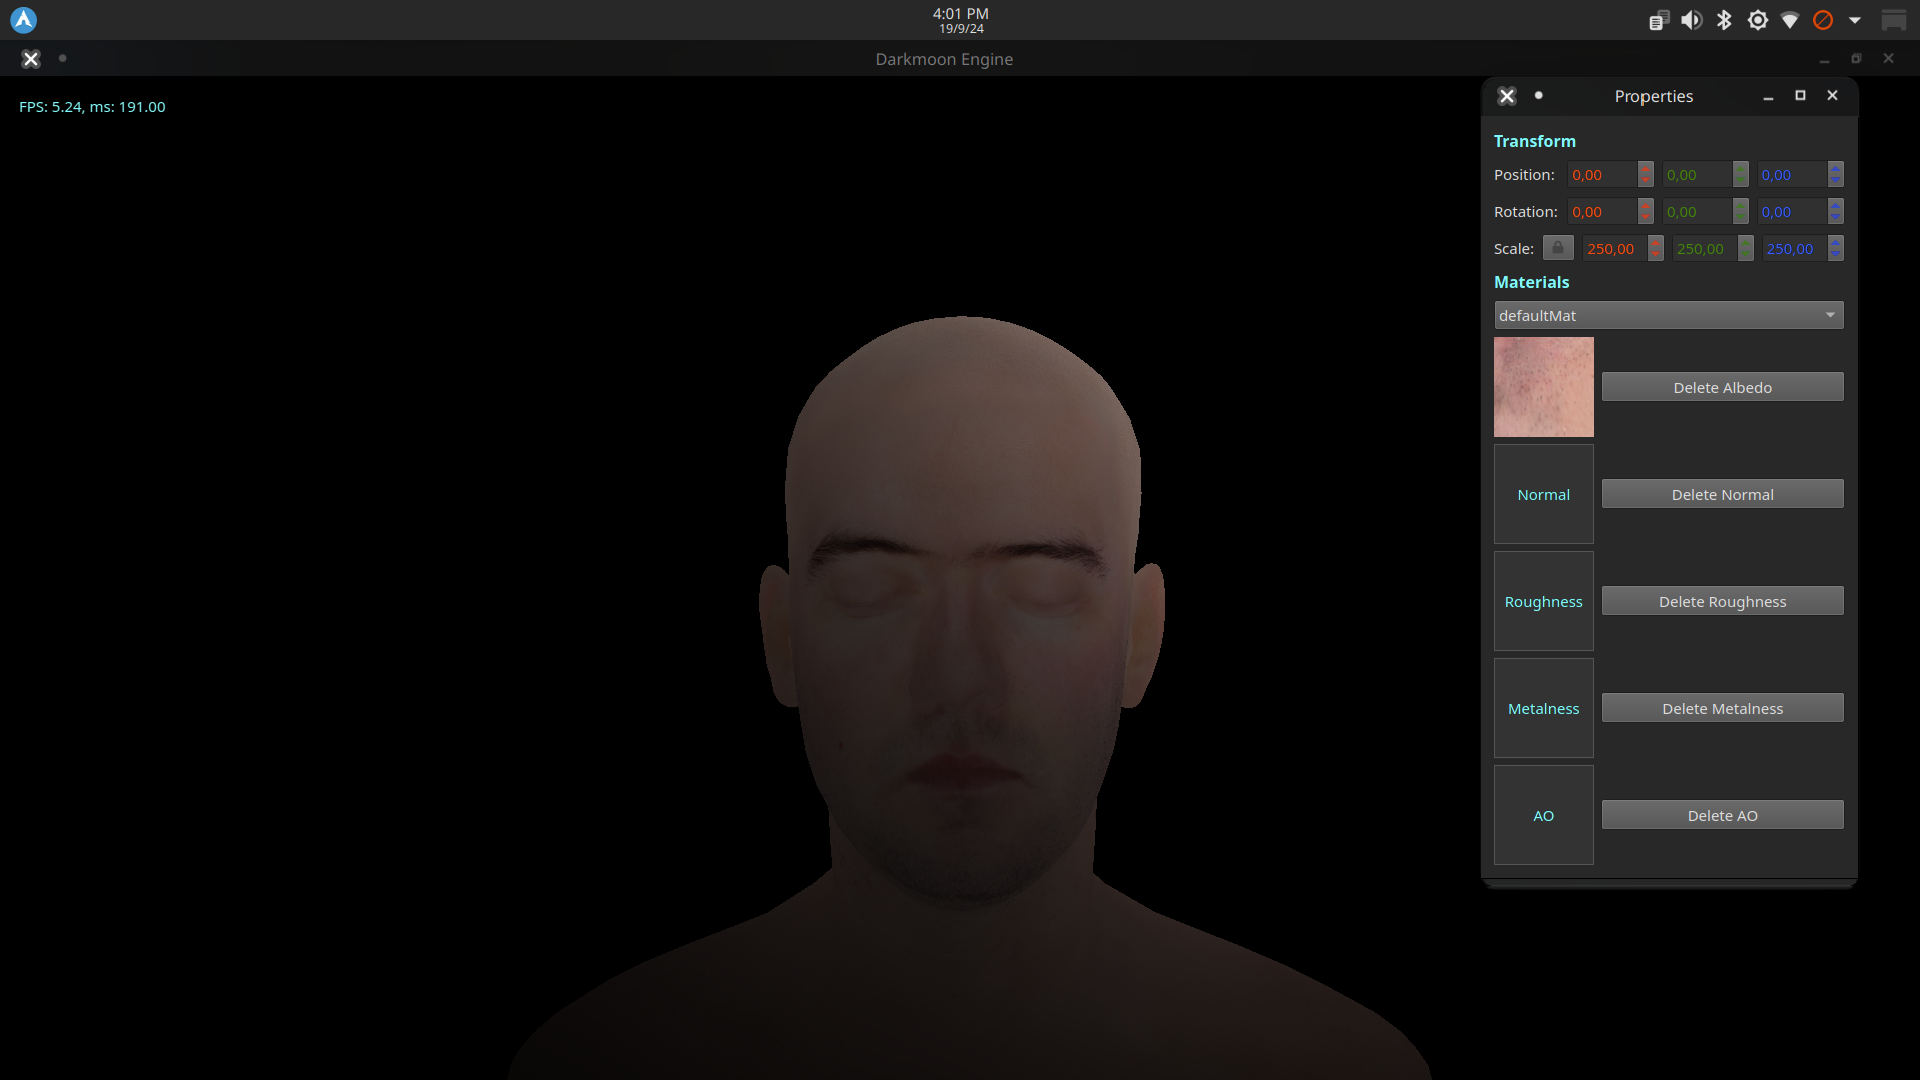 4:01 PM
19/9/24
Darkmoon Engine
FPS: 5.24, ms: 191.00
Properties
Transform
Position: 0,00 0,00 0,00
Rotation: 0,00 0,00 0,00
Scale: 250,00 250,00 250,00
Materials
defaultMat
Delete Albedo
Normal Delete Normal
Roughness Delete Roughness
Metalness Delete Metalness
AO Delete AO